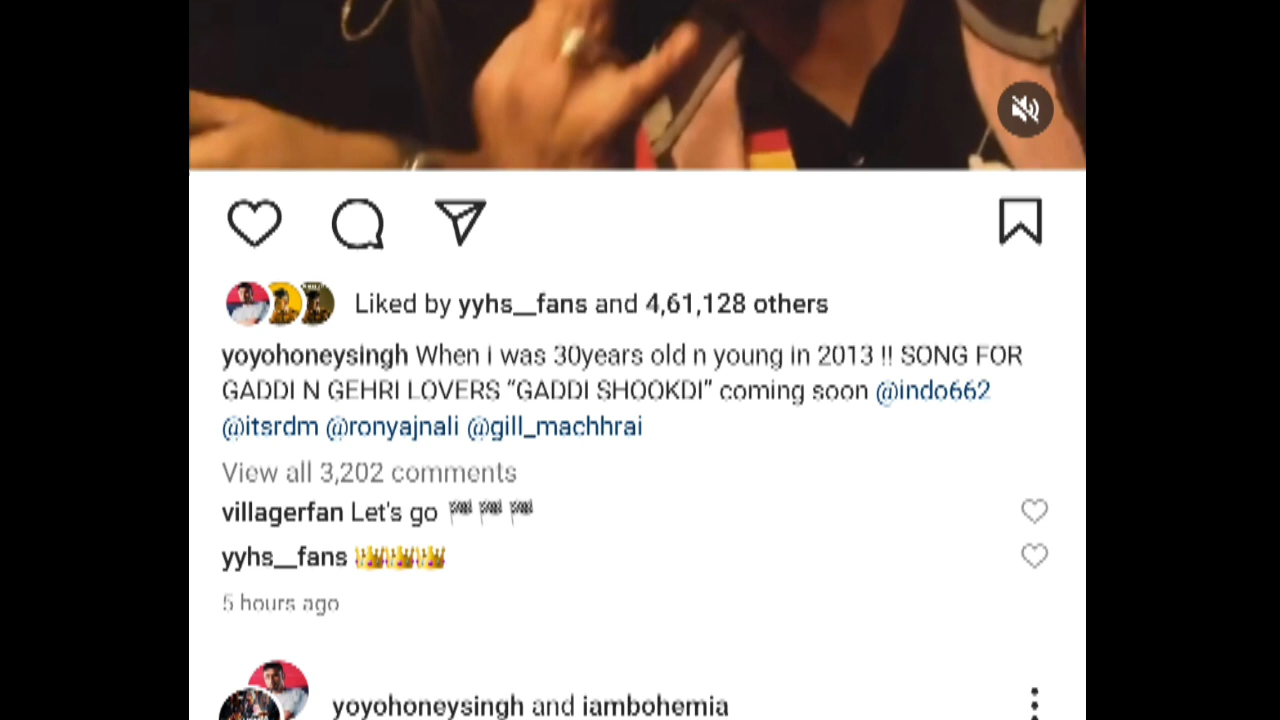 Liked by yyhs__fans and 4,61,128 others
yoyohoneysingh When i was 30years old n young in 2013 !! SONG FOR
GADDI N GEHRI LOVERS “GADDI SHOOKDI” coming soon @indo662
@itsrdm @ronyajnali @gill_machhrai
View all 3,202 comments
villagerfan Let's go 🏁🏁🏁
yyhs__fans 👑👑👑
5 hours ago
yoyohoneysingh and iambohemia